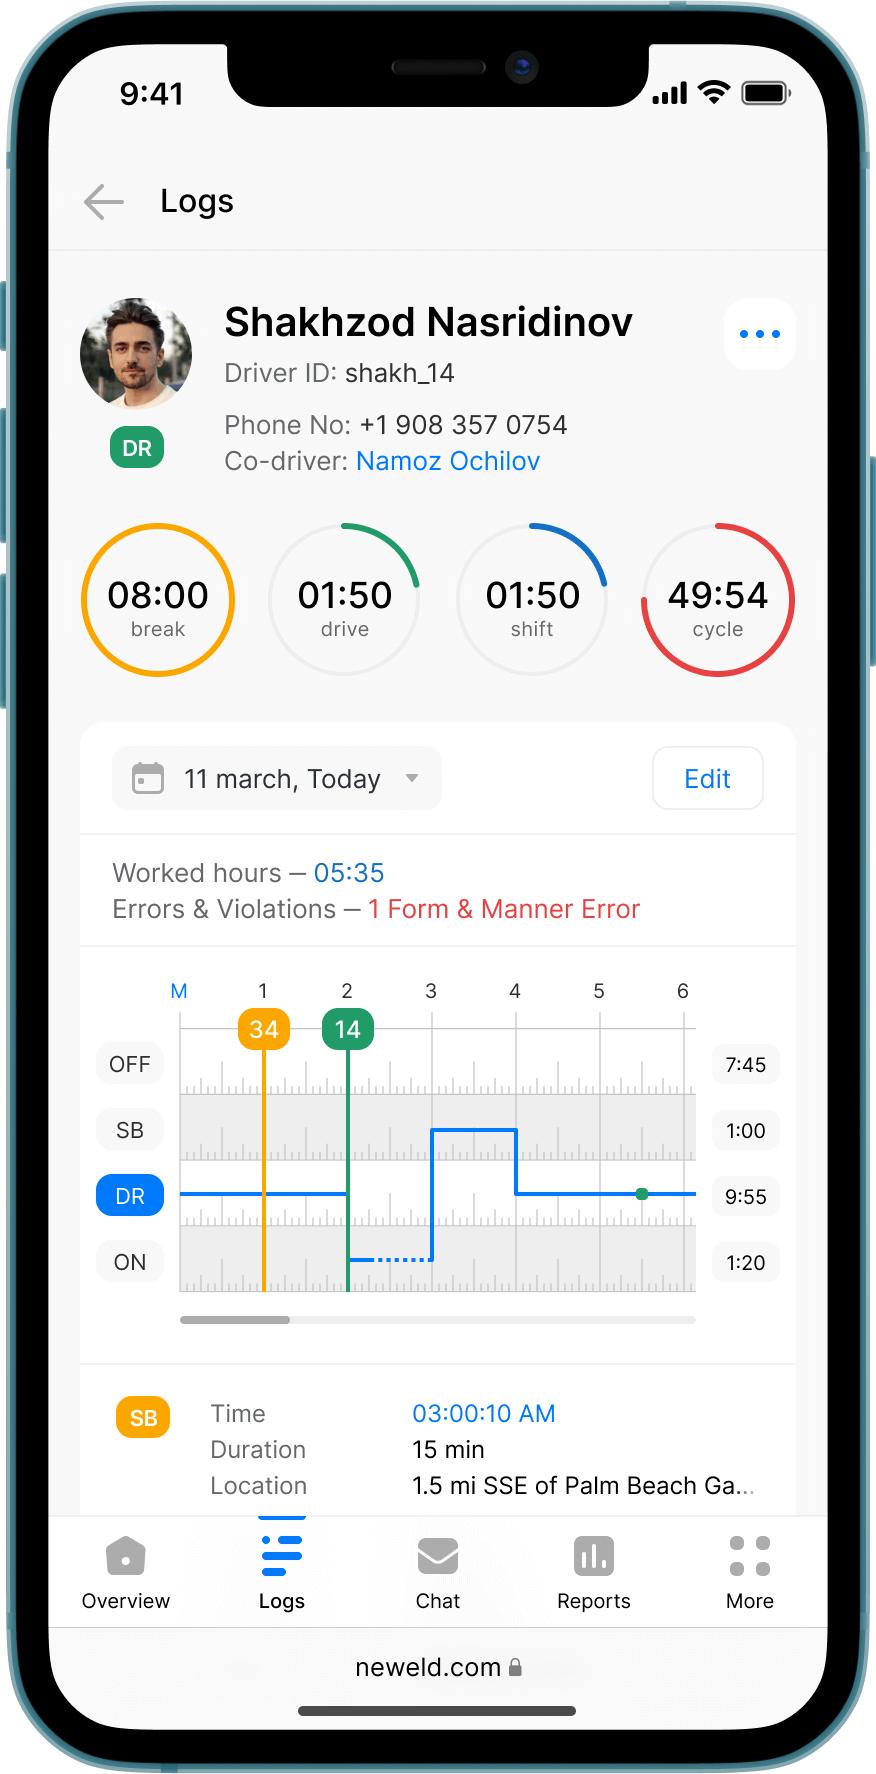 9:41
Logs
Shakhzod Nasridinov
Driver ID: shakh_14
Phone No: +1 908 357 0754
DR
Co-driver: Namoz Ochilov
08:00 01:50 01:50 49:54
break drive shift cycle
11 march, Today Edit
Worked hours – 05:35
Errors & Violations – 1 Form & Manner Error
M 1 2 3 4 5 6
34 14
OFF 7:45
SB 1:00
DR 9:55
ON 1:20
SB Time 03:00:10 AM
Duration 15 min
Location 1.5 mi SSE of Palm Beach Ga...
Overview Logs Chat Reports More
neweld.com